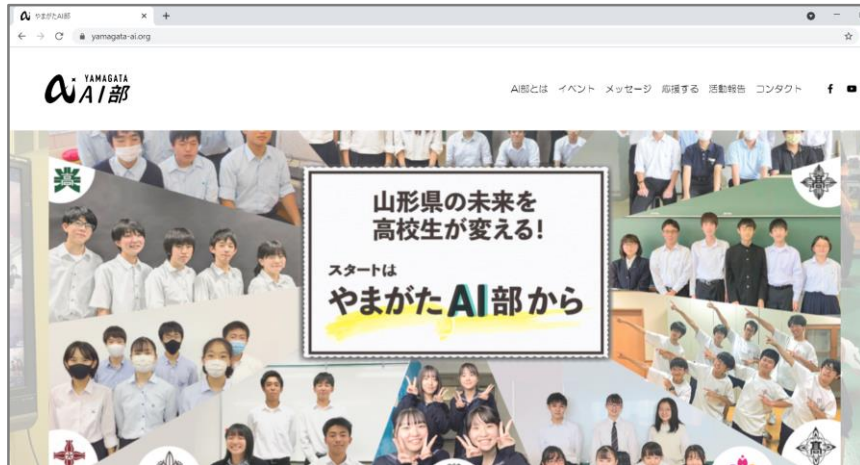 やまがたAI部
yamagata-ai.org
YAMAGATA
AI部
AI部とは イベント メッセージ 応援する 活動報告 コンタクト
山形県の未来を
高校生が変える!
スタートは
やまがたAI部から
高
高
高